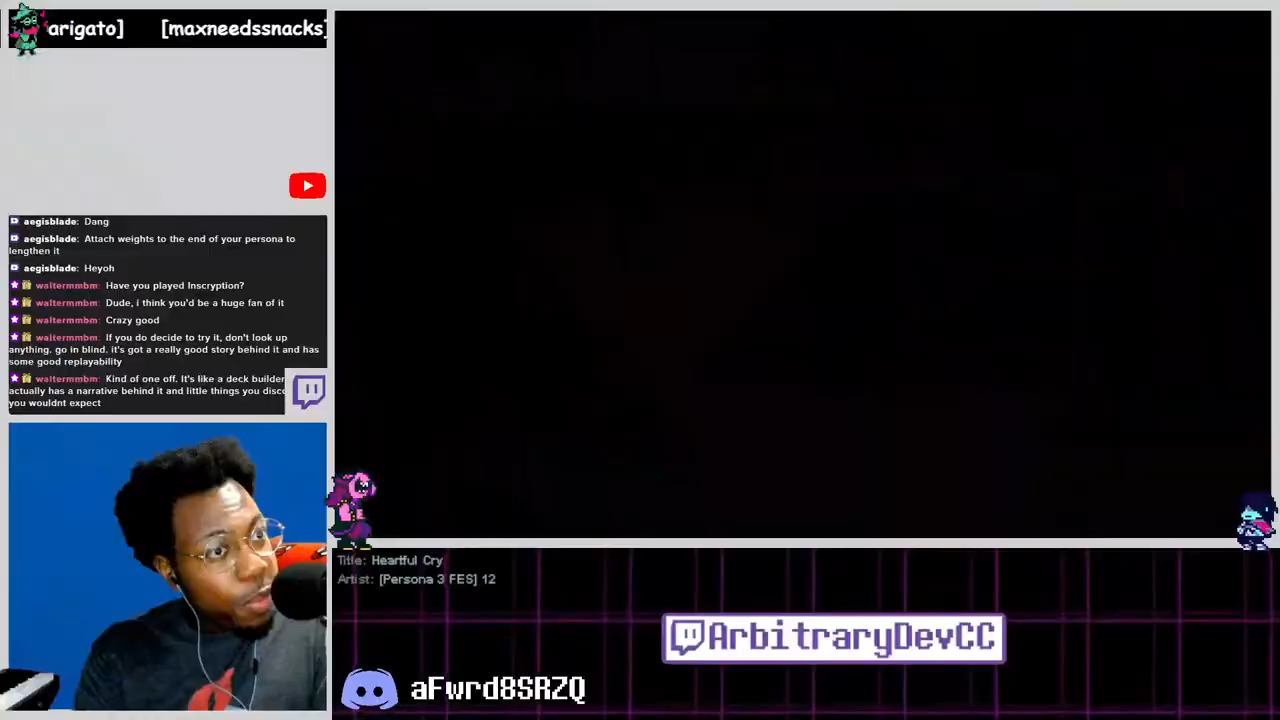 arigato] [maxneedssnacks]
aegisblade: Dang
aegisblade: Attach weights to the end of your persona to
lengthen it
aegisblade: Heyoh
waltermmbm: Have you played Inscryption?
waltermmbm: Dude, i think you'd be a huge fan of it
waltermmbm: Crazy good
waltermmbm: If you do decide to try it, don't look up
anything. go in blind. it's got a really good story behind it and has
some good replayability
waltermmbm: Kind of one off. It's like a deck builder
actually has a narrative behind it and little things you disc
you wouldnt expect
Title: Heartful Cry
Artist: [Persona 3 FES] 12
ArbitraryDevCC
aFwrd8SRZQ